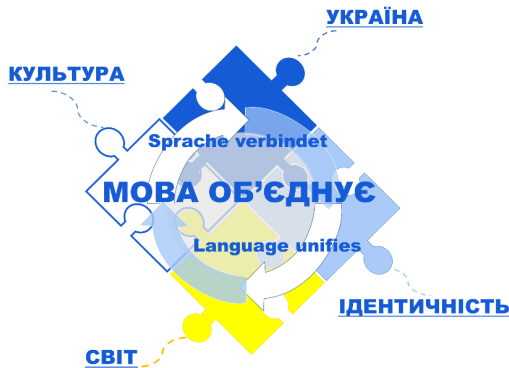 УКРАЇНА
КУЛЬТУРА
Sprache verbindet
МОВА ОБ’ЄДНУЄ
Language unifies
ІДЕНТИЧНІСТЬ
СВІТ